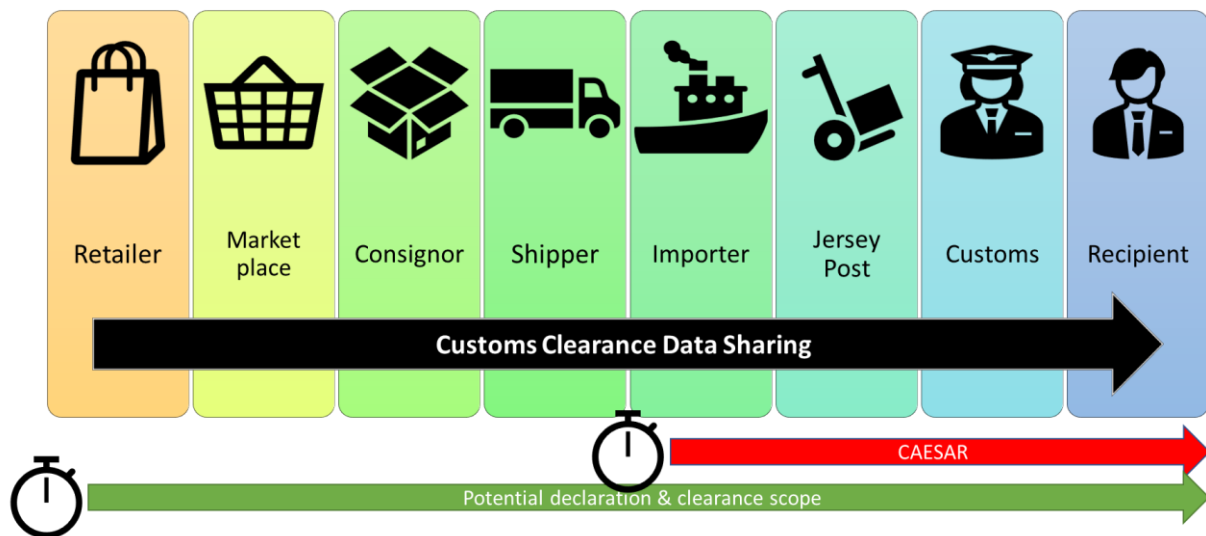 Retailer
Market
place
Consignor
Shipper
Importer
Jersey
Post
Customs
Recipient
Customs Clearance Data Sharing
CAESAR
Potential declaration & clearance scope